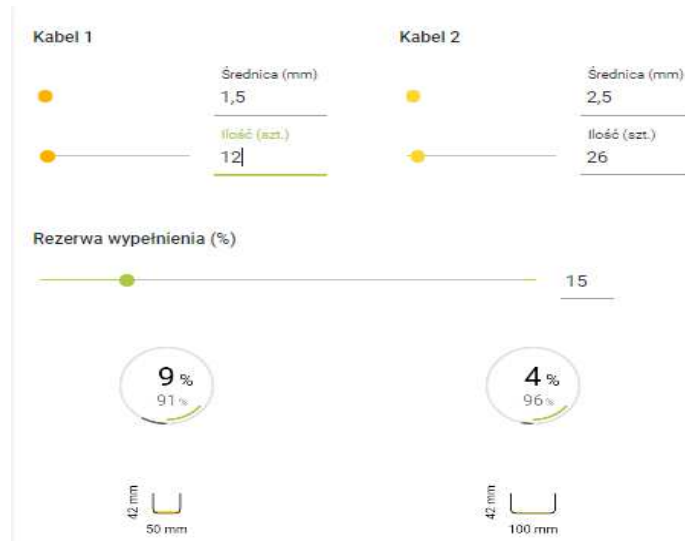 Kabel 1 Kabel 2
Średnica (mm) Średnica (mm)
1,5 2,5
Ilość (szt.) Ilość (szt.)
12 26
Rezerwa wypełnienia (%)
15
9 % 4 %
91 % 96 %
42 mm 42 mm
50 mm 100 mm